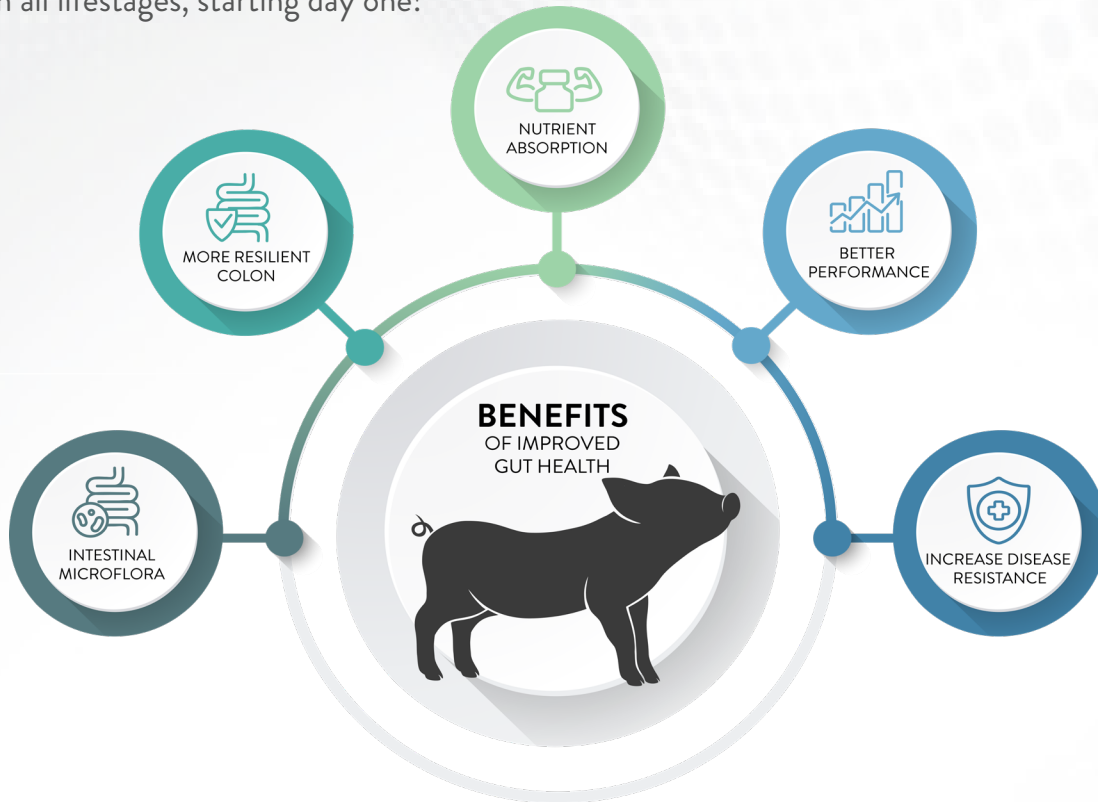 all lifestages, starting day one:
NUTRIENT
ABSORPTION
MORE RESILIENT
COLON
BETTER
PERFORMANCE
BENEFITS
OF IMPROVED
GUT HEALTH
INTESTINAL
MICROFLORA
INCREASE DISEASE
RESISTANCE